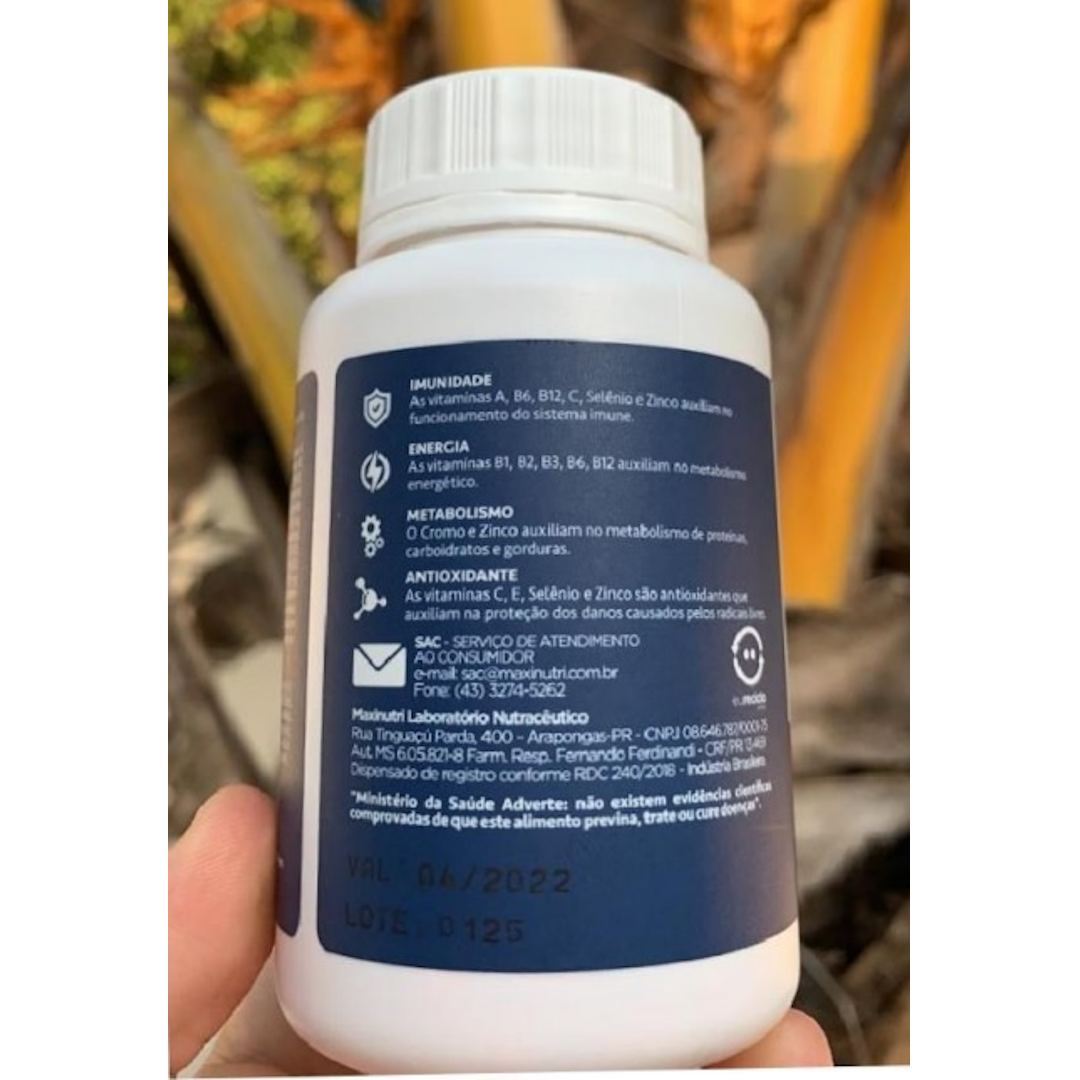 IMUNIDADE
As vitaminas A, B6, B12, C, Selênio e Zinco auxiliam no
funcionamento do sistema imune.
ENERGIA
As vitaminas B1, B2, B3, B6, B12 auxiliam no metabolismo
energético.
METABOLISMO
O Cromo e Zinco auxiliam no metabolismo de proteínas,
carboidratos e gorduras.
ANTIOXIDANTE
As vitaminas C, E, Selênio e Zinco são antioxidantes que
auxiliam na proteção dos danos causados pelos radicais livres.
SAC - SERVIÇO DE ATENDIMENTO
AO CONSUMIDOR
e-mail: sac@maxinutri.com.br
Fone: (43) 3274-5262
eureciclo
Maxinutri Laboratório Nutracêutico
Rua Tinguaçú Parda, 400 - Arapongas-PR - CNPJ 08.646.787/0001-75
Aut. MS 6.05.821-8 Farm. Resp. Fernando Ferdinandi - CRF/PR 13.469
Dispensado de registro conforme RDC 240/2018 - Indústria Brasileira
"Ministério da Saúde Adverte: não existem evidências científicas
comprovadas de que este alimento previna, trate ou cure doenças".
VAL 04/2022
LOTE 0125